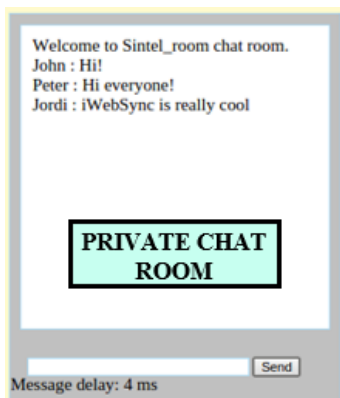 Welcome to Sintel_room chat room.
John : Hi!
Peter : Hi everyone!
Jordi : iWebSync is really cool
PRIVATE CHAT
ROOM
Send
Message delay: 4 ms